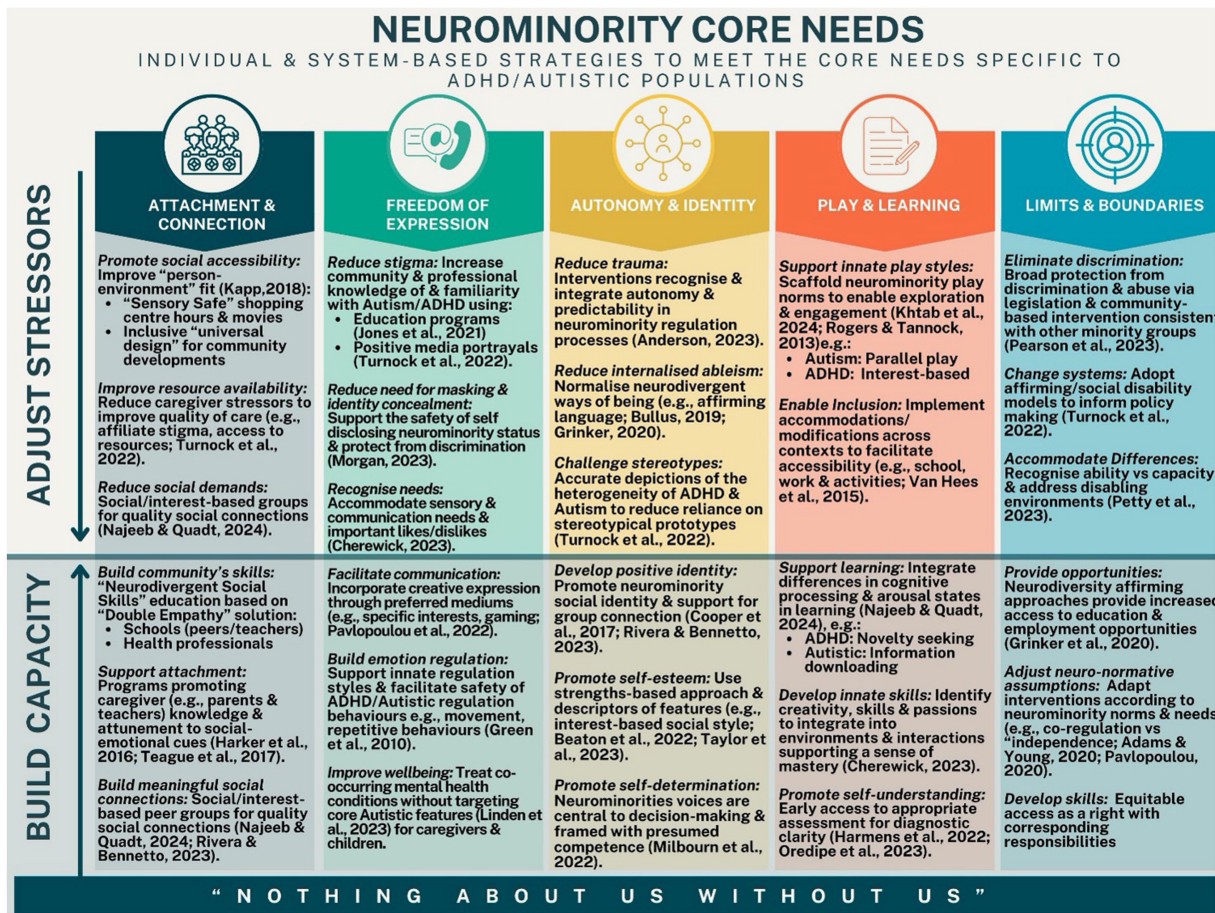 NEUROMINORITY CORE NEEDS
INDIVIDUAL & SYSTEM-BASED STRATEGIES TO MEET THE CORE NEEDS SPECIFIC TO
ADHD/AUTISTIC POPULATIONS
ADJUST STRESSORS
BUILD CAPACITY
ATTACHMENT &
CONNECTION
Promote social accessibility:
Improve “person-
environment” fit (Kapp,2018):
• “Sensory Safe” shopping
centre hours & movies
• Inclusive “universal
design” for community
developments
Improve resource availability:
Reduce caregiver stressors to
improve quality of care (e.g.,
affiliate stigma, access to
resources; Turnock et al.,
2022).
Reduce social demands:
Social/interest-based groups
for quality social connections
(Najeeb & Quadt, 2024).
Build community’s skills:
“Neurodivergent Social
Skills” education based on
“Double Empathy” solution:
• Schools (peers/teachers)
• Health professionals
Support attachment:
Programs promoting
caregiver (e.g., parents &
teachers) knowledge &
attunement to social-
emotional cues (Harker et al.,
2016; Teague et al., 2017).
Build meaningful social
connections: Social/interest-
based peer groups for quality
social connections (Najeeb &
Quadt, 2024; Rivera &
Bennetto, 2023).
FREEDOM OF
EXPRESSION
Reduce stigma: Increase
community & professional
knowledge of & familiarity
with Autism/ADHD using:
• Education programs
(Jones et al., 2021)
• Positive media portrayals
(Turnock et al., 2022).
Reduce need for masking &
identity concealment:
Support the safety of self
disclosing neurominority status
& protect from discrimination
(Morgan, 2023).
Recognise needs:
Accommodate sensory &
communication needs &
important likes/dislikes
(Cherewick, 2023).
Facilitate communication:
Incorporate creative expression
through preferred mediums
(e.g., specific interests, gaming;
Pavlopoulou et al., 2022).
Build emotion regulation:
Support innate regulation
styles & facilitate safety of
ADHD/Autistic regulation
behaviours e.g., movement,
repetitive behaviours (Green
et al., 2010).
Improve wellbeing: Treat co-
occurring mental health
conditions without targeting
core Autistic features (Linden et
al., 2023) for caregivers &
children.
AUTONOMY & IDENTITY
Reduce trauma:
Interventions recognise &
integrate autonomy &
predictability in
neurominority regulation
processes (Anderson, 2023).
Reduce internalised ableism:
Normalise neurodivergent
ways of being (e.g., affirming
language; Bullus, 2019;
Grinker, 2020).
Challenge stereotypes:
Accurate depictions of the
heterogeneity of ADHD &
Autism to reduce reliance on
stereotypical prototypes
(Turnock et al., 2022).
Develop positive identity:
Promote neurominority
social identity & support for
group connection (Cooper et
al., 2017; Rivera & Bennetto,
2023).
Promote self-esteem: Use
strengths-based approach &
descriptors of features (e.g.,
interest-based social style;
Beaton et al., 2022; Taylor et
al., 2023).
Promote self-determination:
Neurominorities voices are
central to decision-making &
framed with presumed
competence (Milbourn et al.,
2022).
PLAY & LEARNING
Support innate play styles:
Scaffold neurominority play
norms to enable exploration
& engagement (Khtab et al.,
2024; Rogers & Tannock,
2013)e.g.:
• Autism: Parallel play
• ADHD: Interest-based
Enable Inclusion: Implement
accommodations/
modifications across
contexts to facilitate
accessibility (e.g., school,
work & activities; Van Hees
et al., 2015).
Support learning: Integrate
differences in cognitive
processing & arousal states
in learning (Najeeb & Quadt,
2024), e.g.:
• ADHD: Novelty seeking
• Autistic: Information
downloading
Develop innate skills: Identify
creativity, skills & passions
to integrate into
environments & interactions
supporting a sense of
mastery (Cherewick, 2023).
Promote self-understanding:
Early access to appropriate
assessment for diagnostic
clarity (Harmens et al., 2022;
Oredipe et al., 2023).
LIMITS & BOUNDARIES
Eliminate discrimination:
Broad protection from
discrimination & abuse via
legislation & community-
based intervention consistent
with other minority groups
(Pearson et al., 2023).
Change systems: Adopt
affirming/social disability
models to inform policy
making (Turnock et al.,
2022).
Accommodate Differences:
Recognise ability vs capacity
& address disabling
environments (Petty et al.,
2023).
Provide opportunities:
Neurodiversity affirming
approaches provide increased
access to education &
employment opportunities
(Grinker et al., 2020).
Adjust neuro-normative
assumptions: Adapt
interventions according to
neurominority norms & needs
(e.g., co-regulation vs
“independence; Adams &
Young, 2020; Pavlopoulou,
2020).
Develop skills: Equitable
access as a right with
corresponding
responsibilities
“NOTHING ABOUT US WITHOUT US”